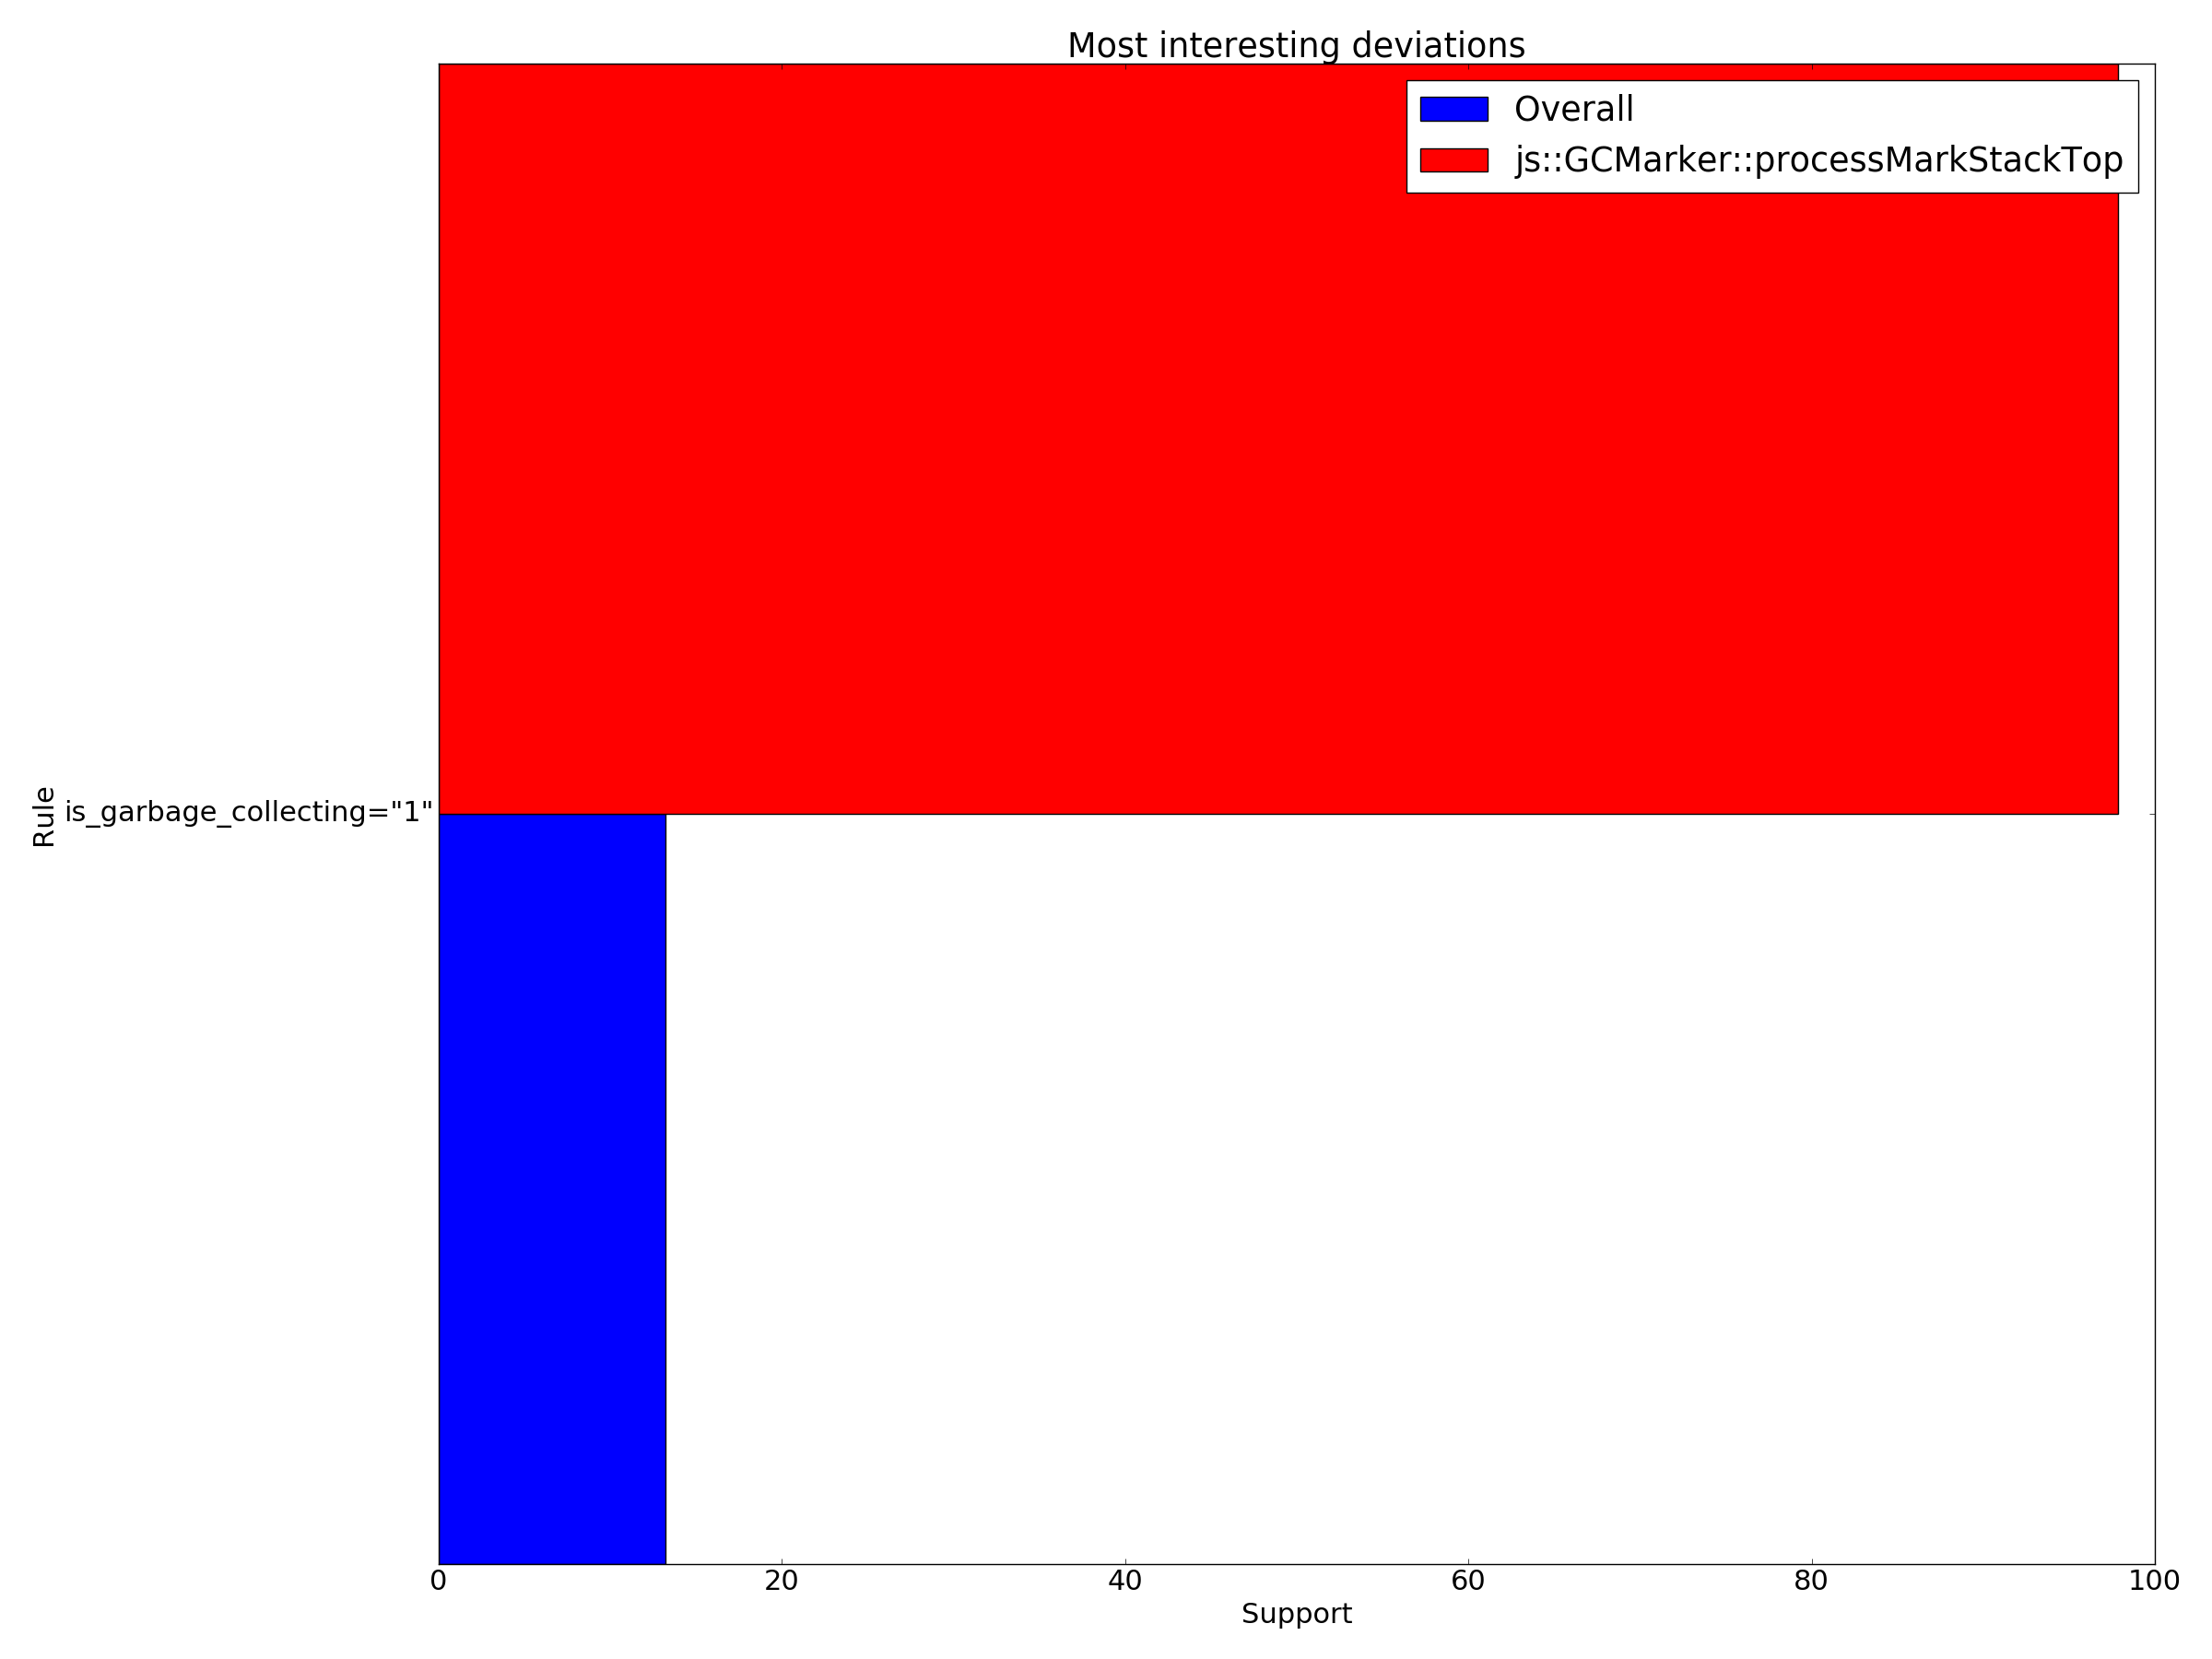 Most interesting deviations
Overall
js::GCMarker::processMarkStackTop
Rule
is_garbage_collecting="1"
0 20 40 60 80 100
Support